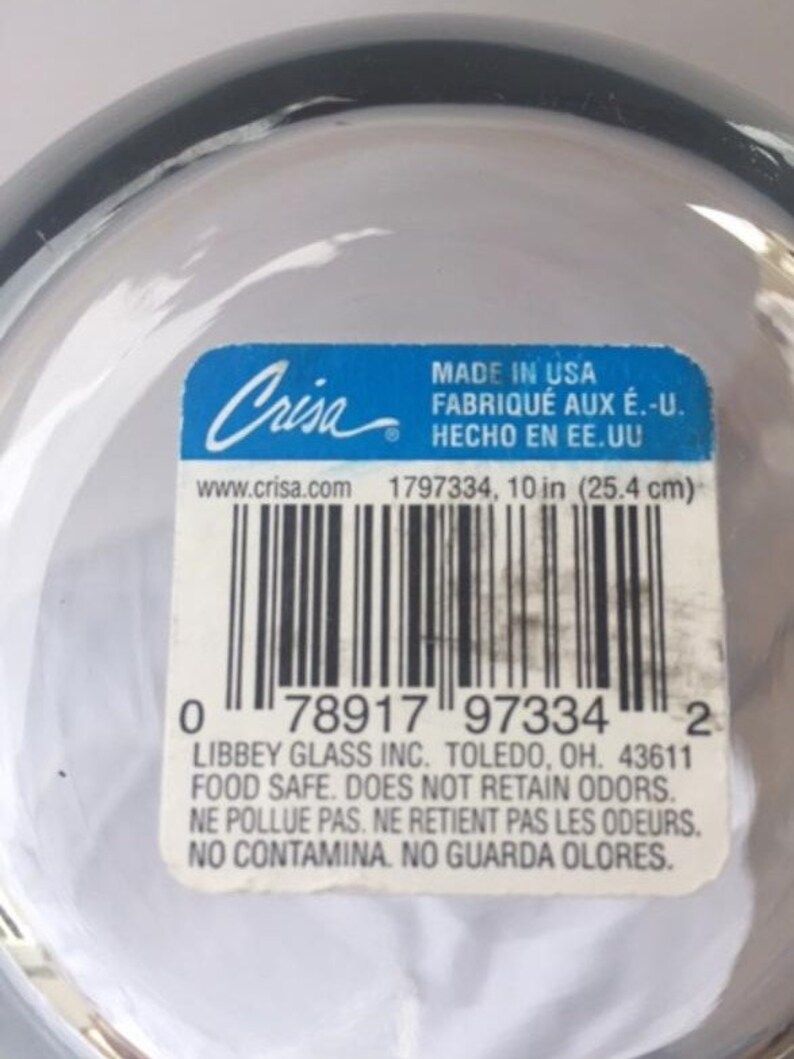 Crisa®
MADE IN USA
FABRIQUÉ AUX É.-U.
HECHO EN EE.UU
www.crisa.com 1797334, 10 in (25.4 cm)
0 78917 97334 2
LIBBEY GLASS INC. TOLEDO, OH. 43611
FOOD SAFE. DOES NOT RETAIN ODORS.
NE POLLUE PAS. NE RETIENT PAS LES ODEURS.
NO CONTAMINA. NO GUARDA OLORES.